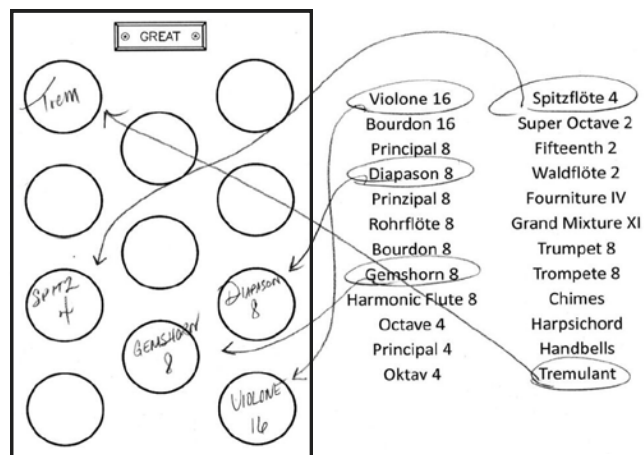 GREAT
Trem
SPITZ
4
DIAPASON
8
GEMSHORN
8
VIOLONE
16
Violone 16
Bourdon 16
Principal 8
Diapason 8
Prinzipal 8
Rohrflöte 8
Bourdon 8
Gemshorn 8
Harmonic Flute 8
Octave 4
Principal 4
Oktav 4
Spitzflöte 4
Super Octave 2
Fifteenth 2
Waldflöte 2
Fourniture IV
Grand Mixture XI
Trumpet 8
Trompete 8
Chimes
Harpsichord
Handbells
Tremulant